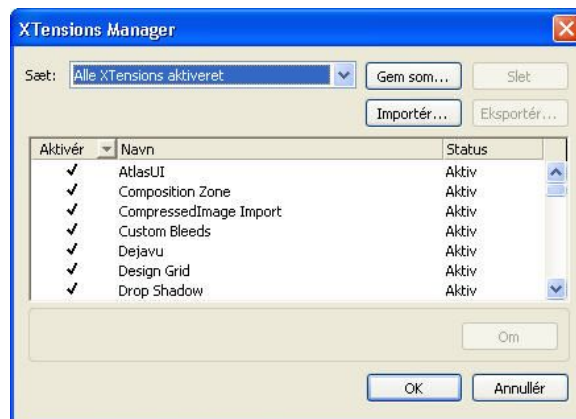 XTensions Manager
Sæt: Alle XTensions aktiveret Gem som... Slet
Importér... Eksportér...
Aktivér Navn Status
AtlasUI Aktiv
Composition Zone Aktiv
CompressedImage Import Aktiv
Custom Bleeds Aktiv
Dejavu Aktiv
Design Grid Aktiv
Drop Shadow Aktiv
Om
OK Annullér